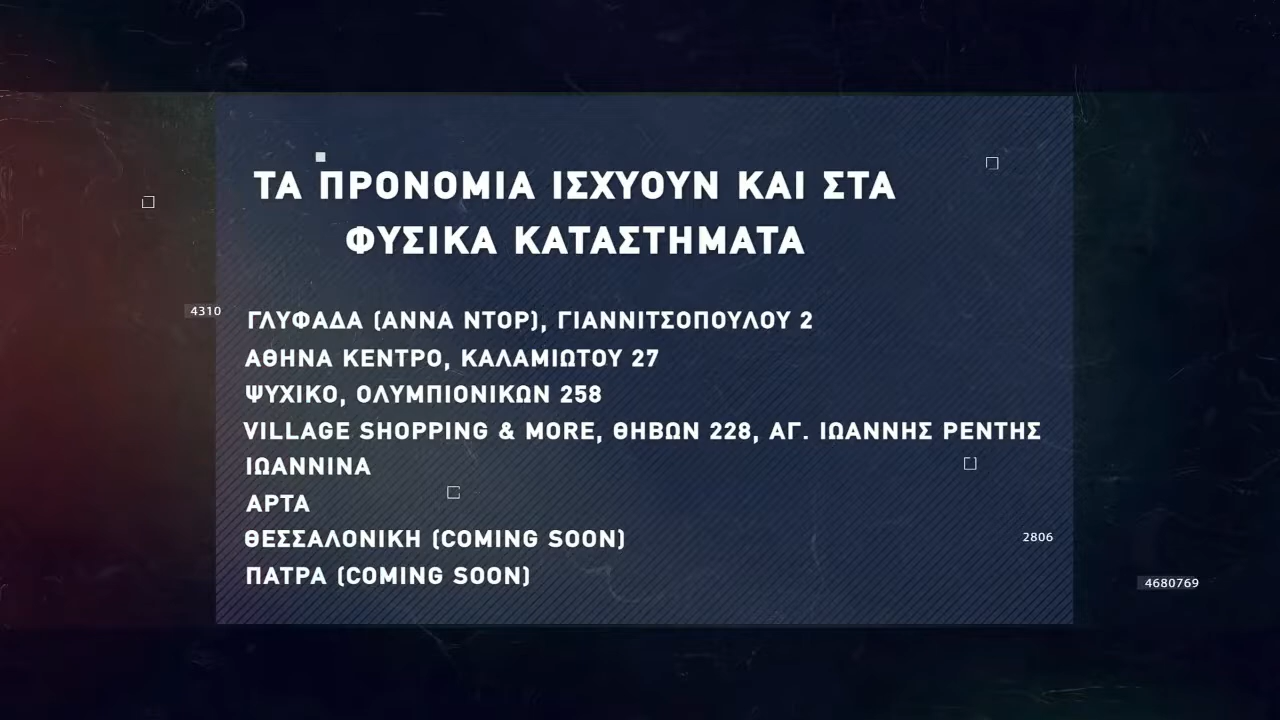 ΤΑ ΠΡΟΝΟΜΙΑ ΙΣΧΥΟΥΝ ΚΑΙ ΣΤΑ
ΦΥΣΙΚΑ ΚΑΤΑΣΤΗΜΑΤΑ
4310
ΓΛΥΦΑΔΑ (ΑΝΝΑ ΝΤΟΡ), ΓΙΑΝΝΙΤΣΟΠΟΥΛΟΥ 2
ΑΘΗΝΑ ΚΕΝΤΡΟ, ΚΑΛΑΜΙΩΤΟΥ 27
ΨΥΧΙΚΟ, ΟΛΥΜΠΙΟΝΙΚΩΝ 258
VILLAGE SHOPPING & MORE, ΘΗΒΩΝ 228, ΑΓ. ΙΩΑΝΝΗΣ ΡΕΝΤΗΣ
ΙΩΑΝΝΙΝΑ
ΑΡΤΑ
ΘΕΣΣΑΛΟΝΙΚΗ (COMING SOON)
2806
ΠΑΤΡΑ (COMING SOON)
4680769